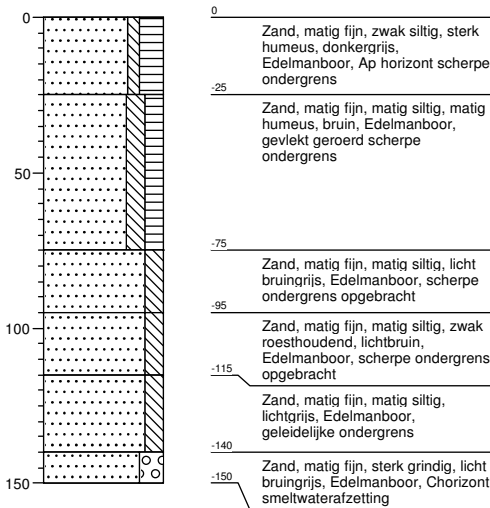 0
50
100
150
0
Zand, matig fijn, zwak siltig, sterk
humeus, donkergrijs,
Edelmanboor, Ap horizont scherpe
ondergrens
-25
Zand, matig fijn, matig siltig, matig
humeus, bruin, Edelmanboor,
gevlekt geroerd scherpe
ondergrens
-75
Zand, matig fijn, matig siltig, licht
bruingrijs, Edelmanboor, scherpe
ondergrens opgebracht
-95
Zand, matig fijn, matig siltig, zwak
roesthoudend, lichtbruin,
Edelmanboor, scherpe ondergrens
opgebracht
-115
Zand, matig fijn, matig siltig,
lichtgrijs, Edelmanboor,
geleidelijke ondergrens
-140
Zand, matig fijn, sterk grindig, licht
bruingrijs, Edelmanboor, Chorizont
smeltwaterafzetting
-150